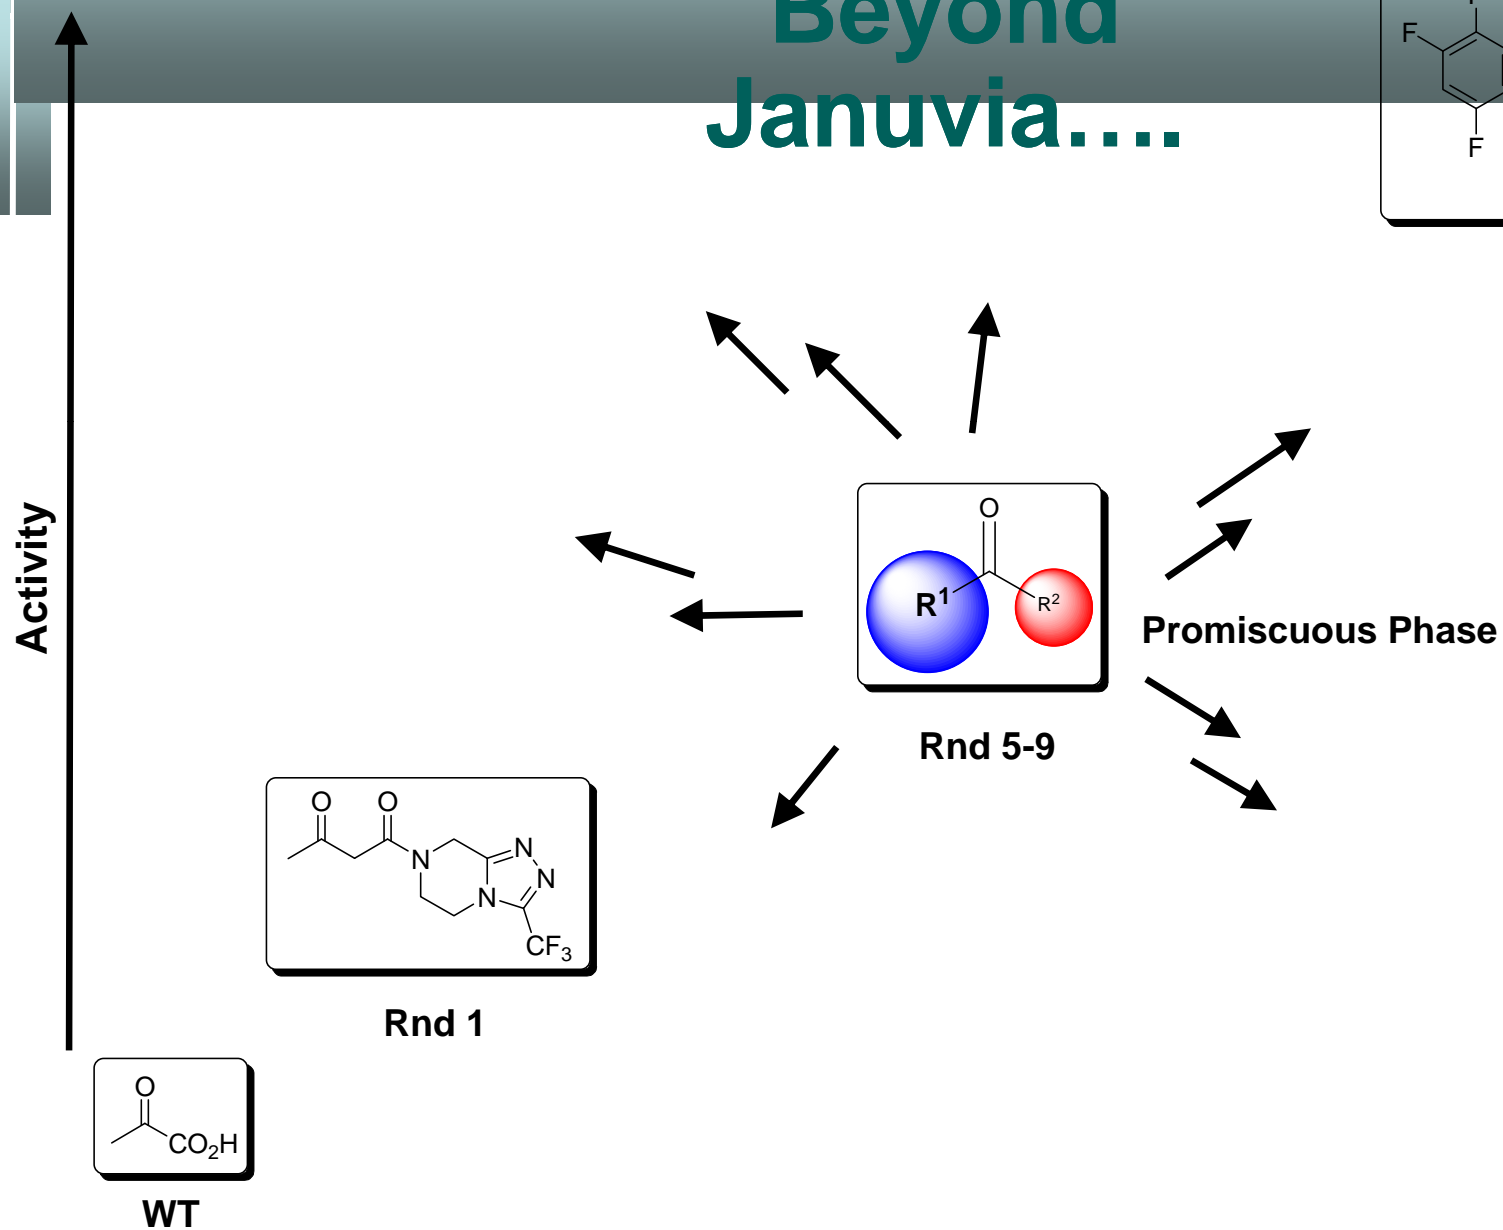 Beyond
Januvia….
F
F
Activity
O
R¹
R²
Promiscuous Phase
Rnd 5-9
O
O
N
N
N
N
CF₃
Rnd 1
O
CO₂H
WT